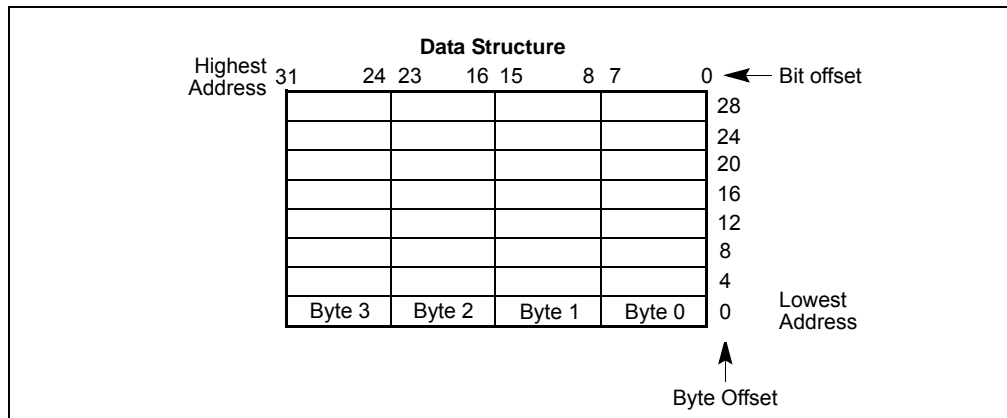 Data Structure
Highest
Address
31 24 23 16 15 8 7 0
Bit offset
28
24
20
16
12
8
4
Byte 3 Byte 2 Byte 1 Byte 0 0
Lowest
Address
Byte Offset